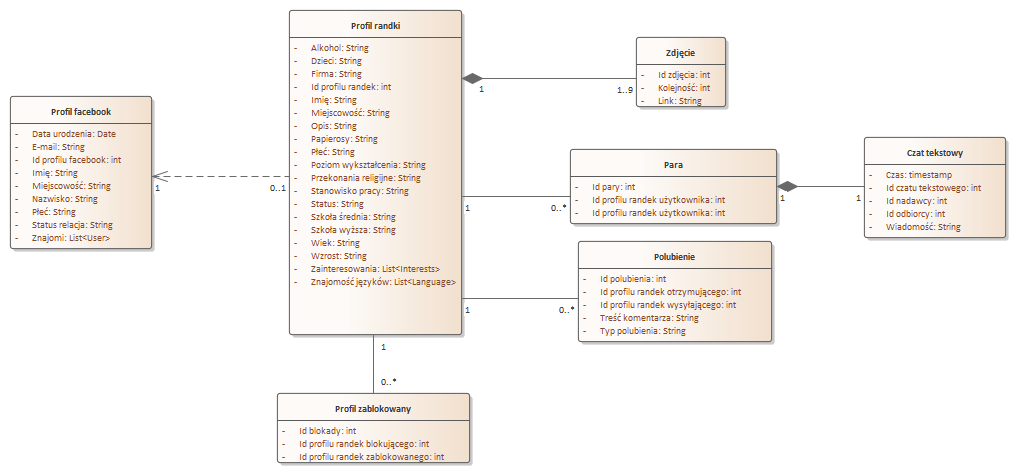 Profil facebook
- Data urodzenia: Date
- E-mail: String
- Id profilu facebook: int
- Imię: String
- Miejscowość: String
- Nazwisko: String
- Płeć: String
- Status relacja: String
- Znajomi: List<User>
1
0..1
Profil randki
- Alkohol: String
- Dzieci: String
- Firma: String
- Id profilu randek: int
- Imię: String
- Miejscowość: String
- Opis: String
- Papierosy: String
- Płeć: String
- Poziom wykształcenia: String
- Przekonania religijne: String
- Stanowisko pracy: String
- Status: String
- Szkoła średnia: String
- Szkoła wyższa: String
- Wiek: String
- Wzrost: String
- Zainteresowania: List<Interests>
- Znajomość języków: List<Language>
1
1..9
Zdjęcie
- Id zdjęcia: int
- Kolejność: int
- Link: String
1
0..*
Para
- Id pary: int
- Id profilu randek użytkownika: int
- Id profilu randek użytkownika: int
1
1
Czat tekstowy
- Czas: timestamp
- Id czatu tekstowego: int
- Id nadawcy: int
- Id odbiorcy: int
- Wiadomość: String
1
0..*
Polubienie
- Id polubienia: int
- Id profilu randek otrzymującego: int
- Id profilu randek wysyłającego: int
- Treść komentarza: String
- Typ polubienia: String
1
0..*
Profil zablokowany
- Id blokady: int
- Id profilu randek blokującego: int
- Id profilu randek zablokowanego: int